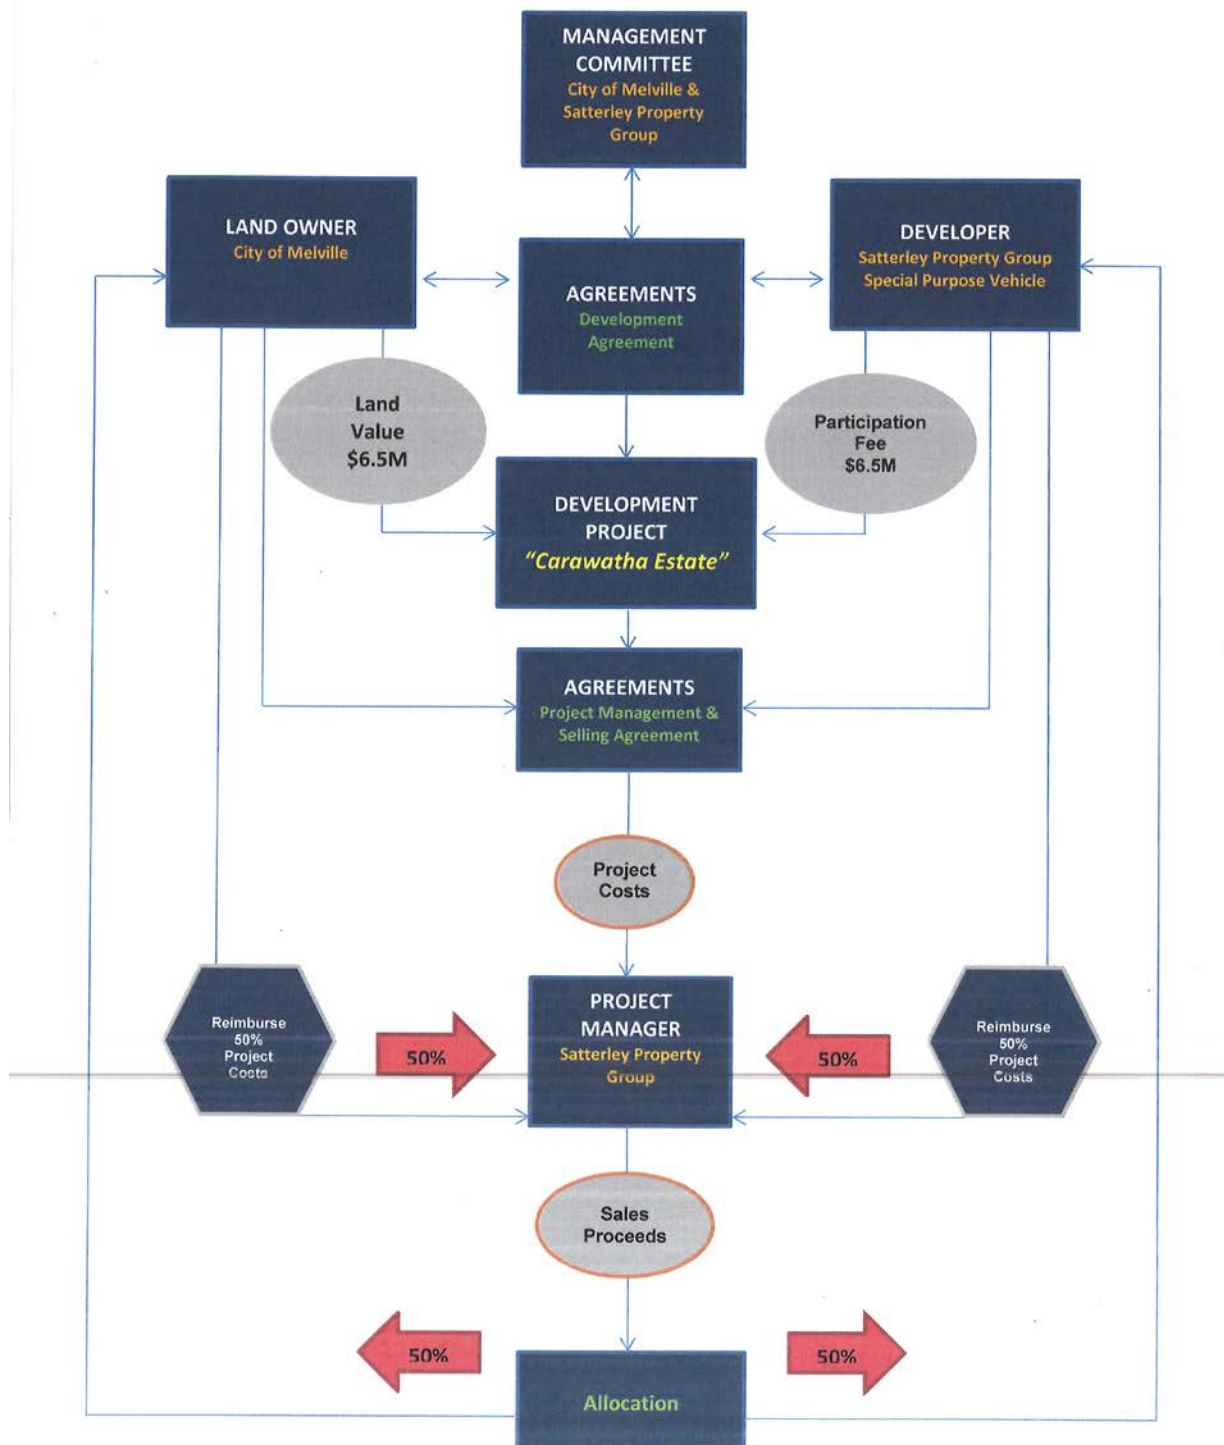 MANAGEMENT
COMMITTEE
City of Melville &
Satterley Property
Group
LAND OWNER
City of Melville
DEVELOPER
Satterley Property Group
Special Purpose Vehicle
AGREEMENTS
Development
Agreement
Land
Value
$6.5M
Participation
Fee
$6.5M
DEVELOPMENT
PROJECT
“Carawatha Estate”
AGREEMENTS
Project Management &
Selling Agreement
Project
Costs
Reimburse
50%
Project
Costs
50%
PROJECT
MANAGER
Satterley Property
Group
50%
Reimburse
50%
Project
Costs
Sales
Proceeds
50%
50%
Allocation